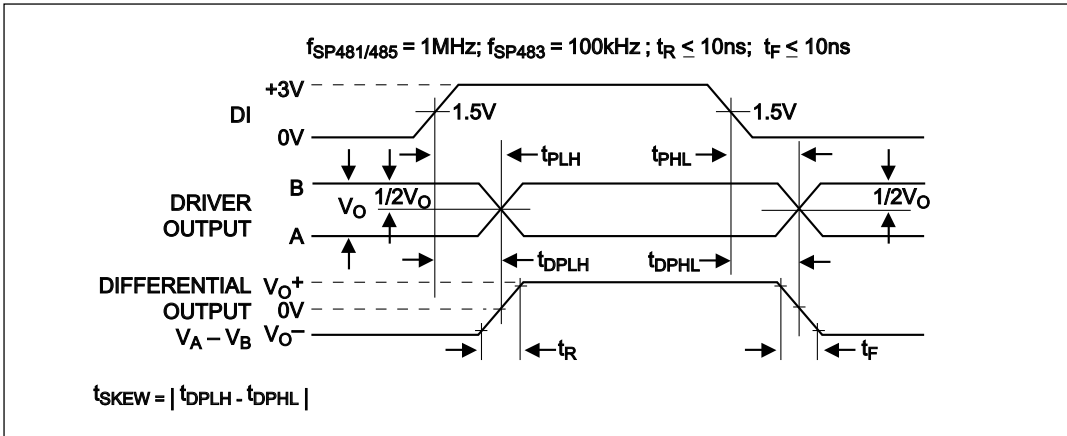 fSP481/485 = 1MHz; fSP483 = 100kHz ; tR ≤ 10ns; tF ≤ 10ns
+3V
DI
1.5V
1.5V
0V
tPLH
tPHL
B
DRIVER
VO
1/2VO
1/2VO
OUTPUT
A
tDPLH
tDPHL
DIFFERENTIAL
VO+
OUTPUT
0V
VA – VB
VO–
tR
tF
tSKEW = | tDPLH - tDPHL |